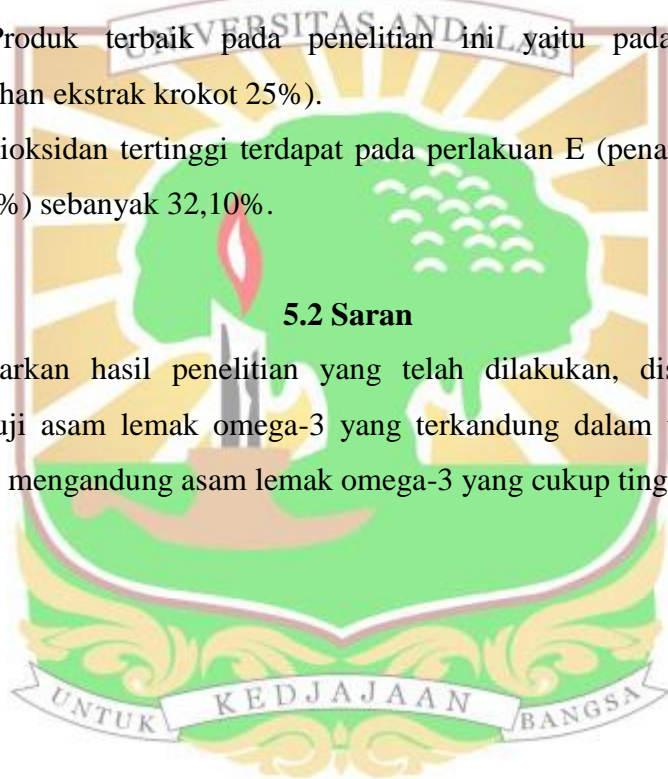 Produk terbaik pada penelitian ini yaitu pada
UNIVERSITAS ANDALAS
han ekstrak krokot 25%).
ioksidan tertinggi terdapat pada perlakuan E (pena
%) sebanyak 32,10%.
5.2 Saran
arkan hasil penelitian yang telah dilakukan, dis
uji asam lemak omega-3 yang terkandung dalam
mengandung asam lemak omega-3 yang cukup ting
UNTUK KEDJAJAAN BANGSA